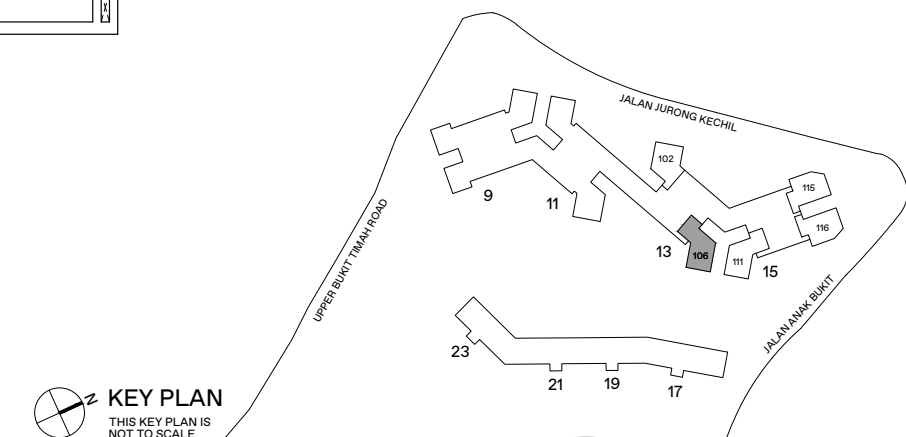 JALAN JURONG KECHIL
102
115
116
9
11
13
106
111
15
UPPER BUKIT TIMAH ROAD
JALAN ANAK BUKIT
23
21
19
17
N
KEY PLAN
THIS KEY PLAN IS
NOT TO SCALE